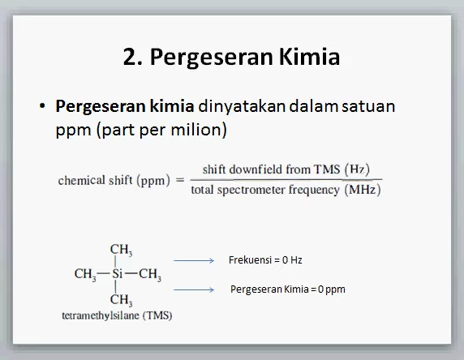 2. Pergeseran Kimia
• Pergeseran kimia dinyatakan dalam satuan
ppm (part per milion)
chemical shift (ppm) = shift downfield from TMS (Hz)
total spectrometer frequency (MHz)
CH₃
CH₃—Si—CH₃
CH₃
tetramethylsilane (TMS)
Frekuensi = 0 Hz
Pergeseran Kimia = 0 ppm